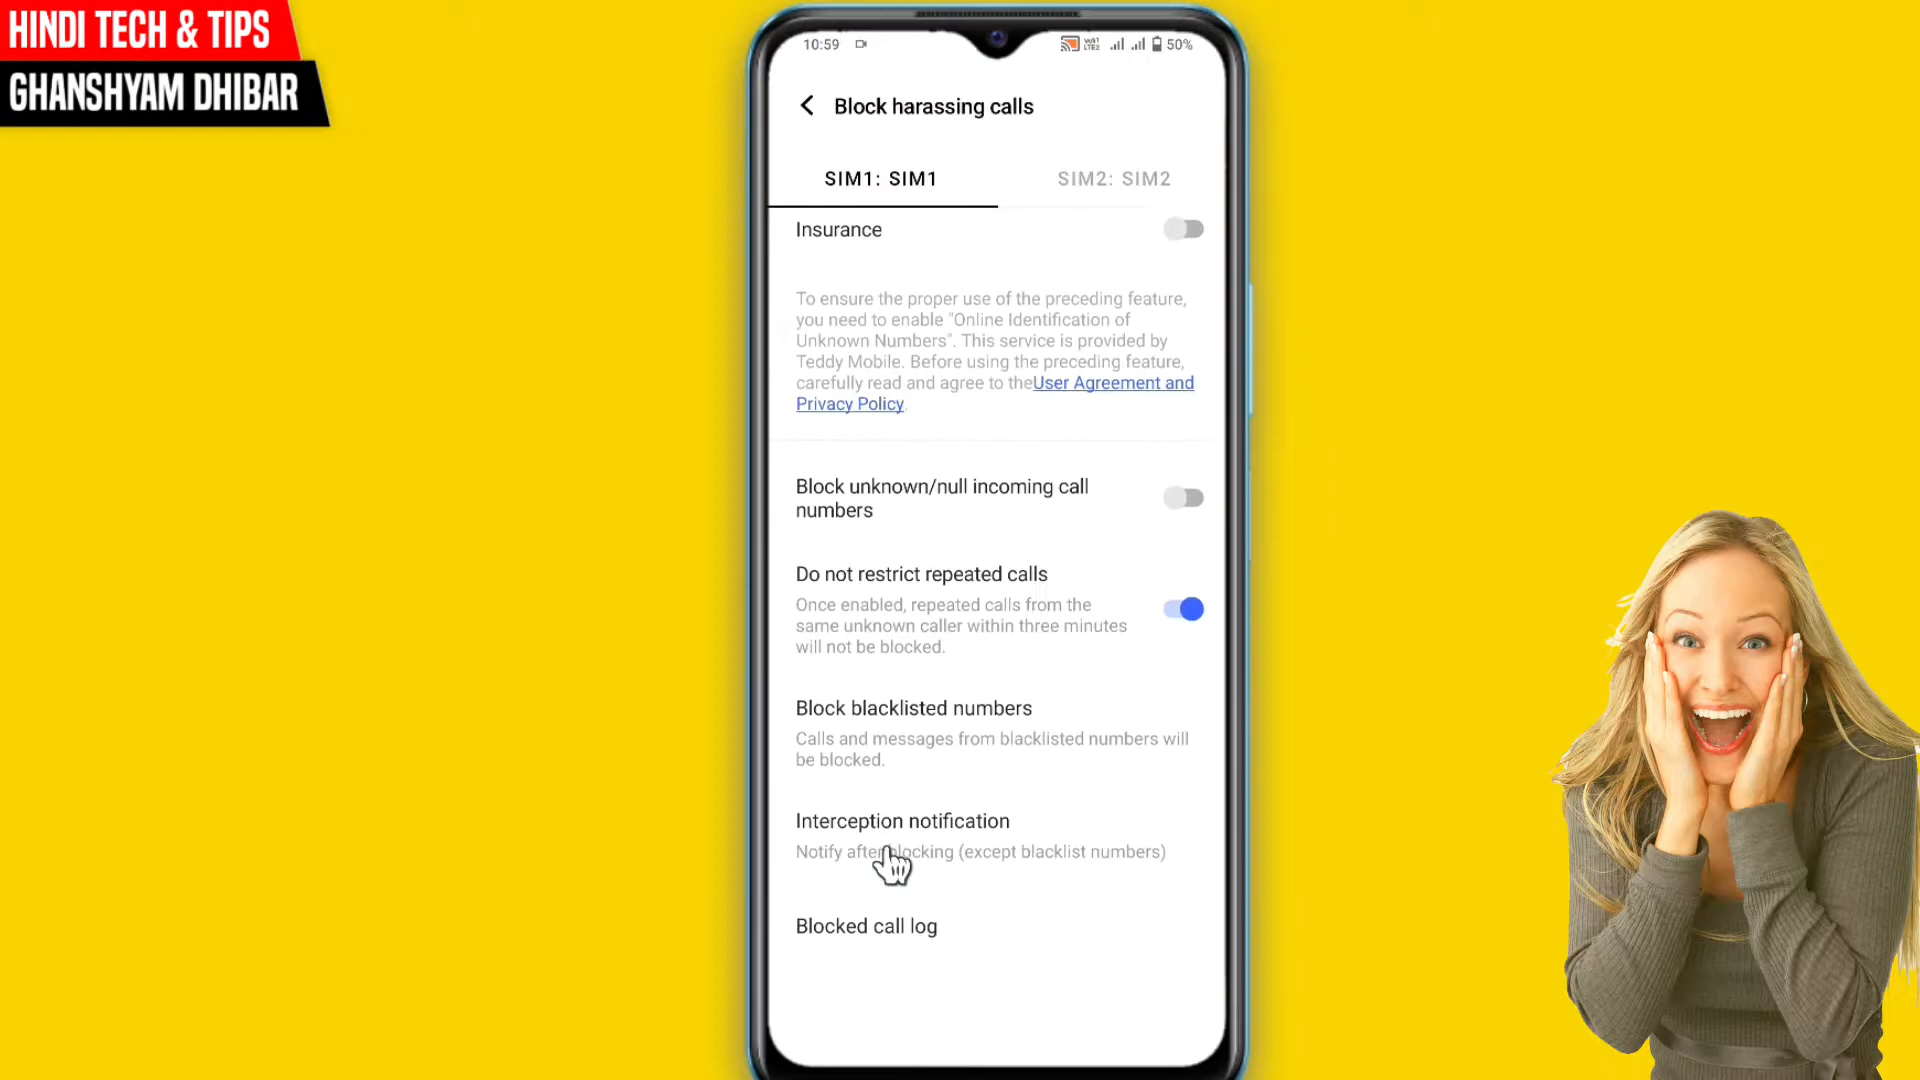 HINDI TECH & TIPS
GHANSHYAM DHIBAR
10:59
50%
Block harassing calls
SIM1: SIM1
SIM2: SIM2
Insurance
To ensure the proper use of the preceding feature,
you need to enable "Online Identification of
Unknown Numbers". This service is provided by
Teddy Mobile. Before using the preceding feature,
carefully read and agree to theUser Agreement and
Privacy Policy.
Block unknown/null incoming call
numbers
Do not restrict repeated calls
Once enabled, repeated calls from the
same unknown caller within three minutes
will not be blocked.
Block blacklisted numbers
Calls and messages from blacklisted numbers will
be blocked.
Interception notification
Notify after blocking (except blacklist numbers)
Blocked call log